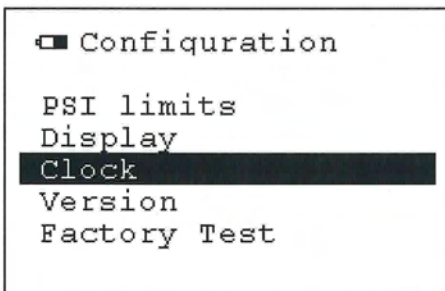 Configuration
PSI limits
Display
Clock
Version
Factory Test